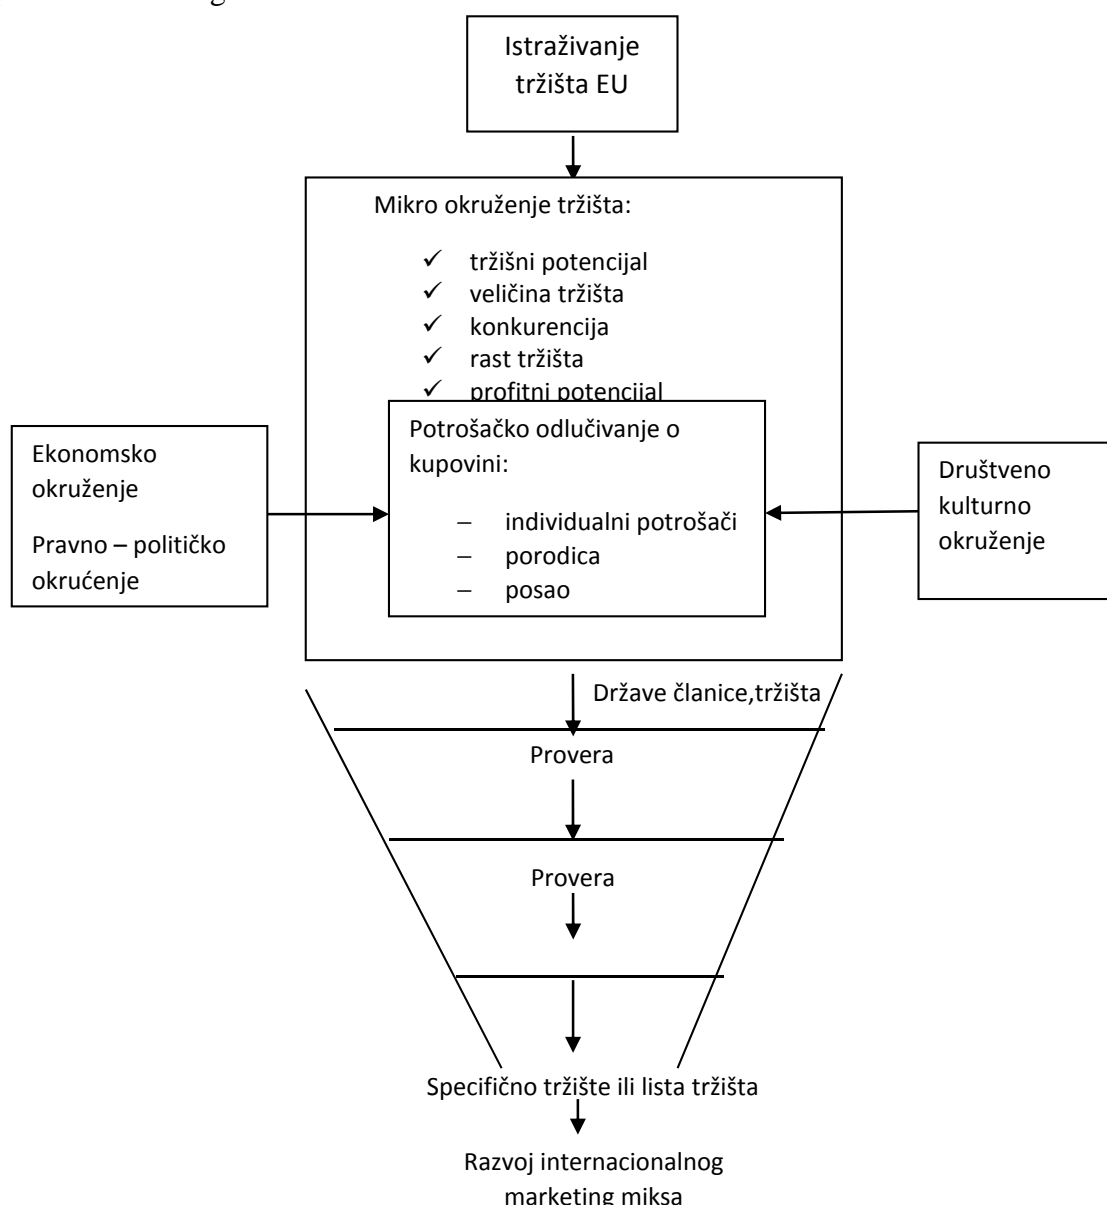 Istraživanje
tržišta EU
Mikro okruženje tržišta:
✓ tržišni potencijal
✓ veličina tržišta
✓ konkurencija
✓ rast tržišta
✓ profitni potencijal
Potrošačko odlučivanje o
kupovini:
– individualni potrošači
– porodica
– posao
Ekonomsko
okruženje
Pravno – političko
okrućenje
Društveno
kulturno
okruženje
Države članice,tržišta
Provera
Provera
Specifično tržište ili lista tržišta
Razvoj internacionalnog
marketing miksa